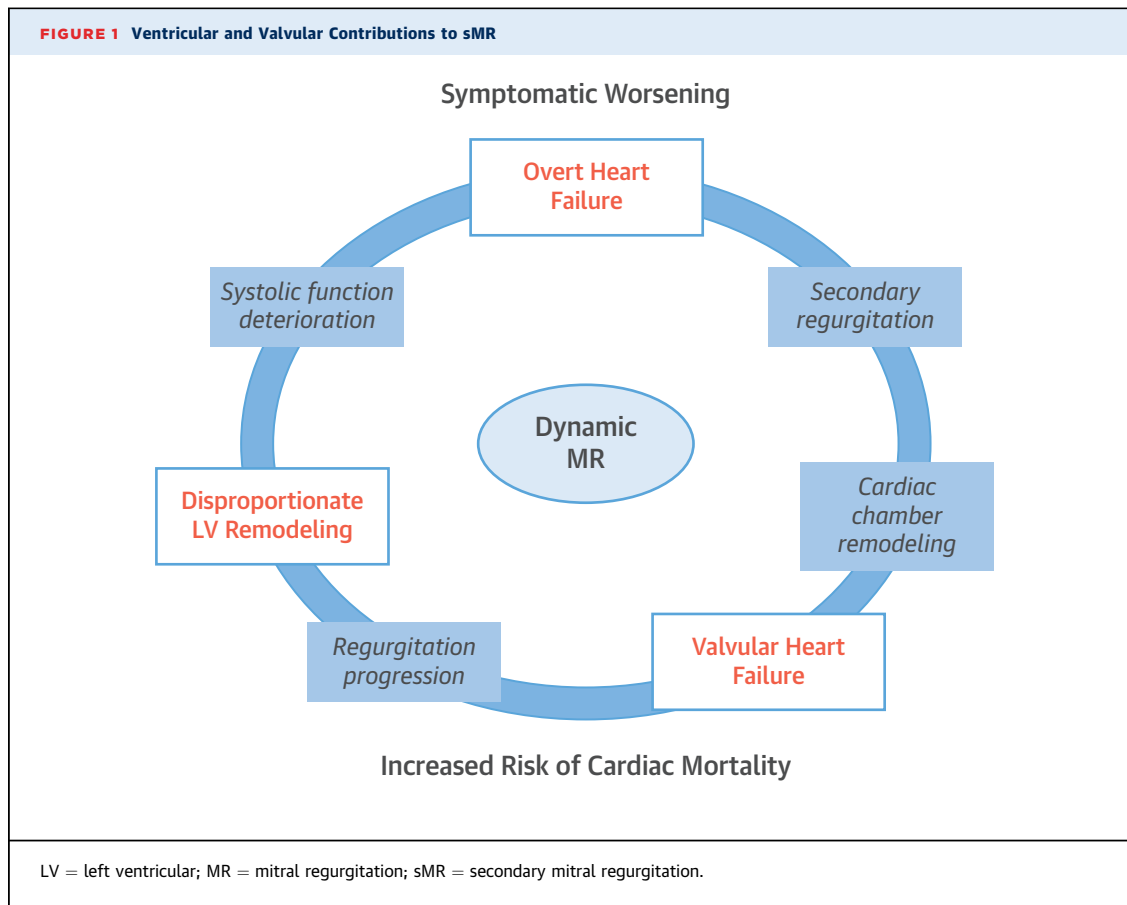 FIGURE 1 Ventricular and Valvular Contributions to sMR
Symptomatic Worsening
Overt Heart
Failure
Systolic function
deterioration
Secondary
regurgitation
Dynamic
MR
Disproportionate
LV Remodeling
Cardiac
chamber
remodeling
Regurgitation
progression
Valvular Heart
Failure
Increased Risk of Cardiac Mortality
LV = left ventricular; MR = mitral regurgitation; sMR = secondary mitral regurgitation.